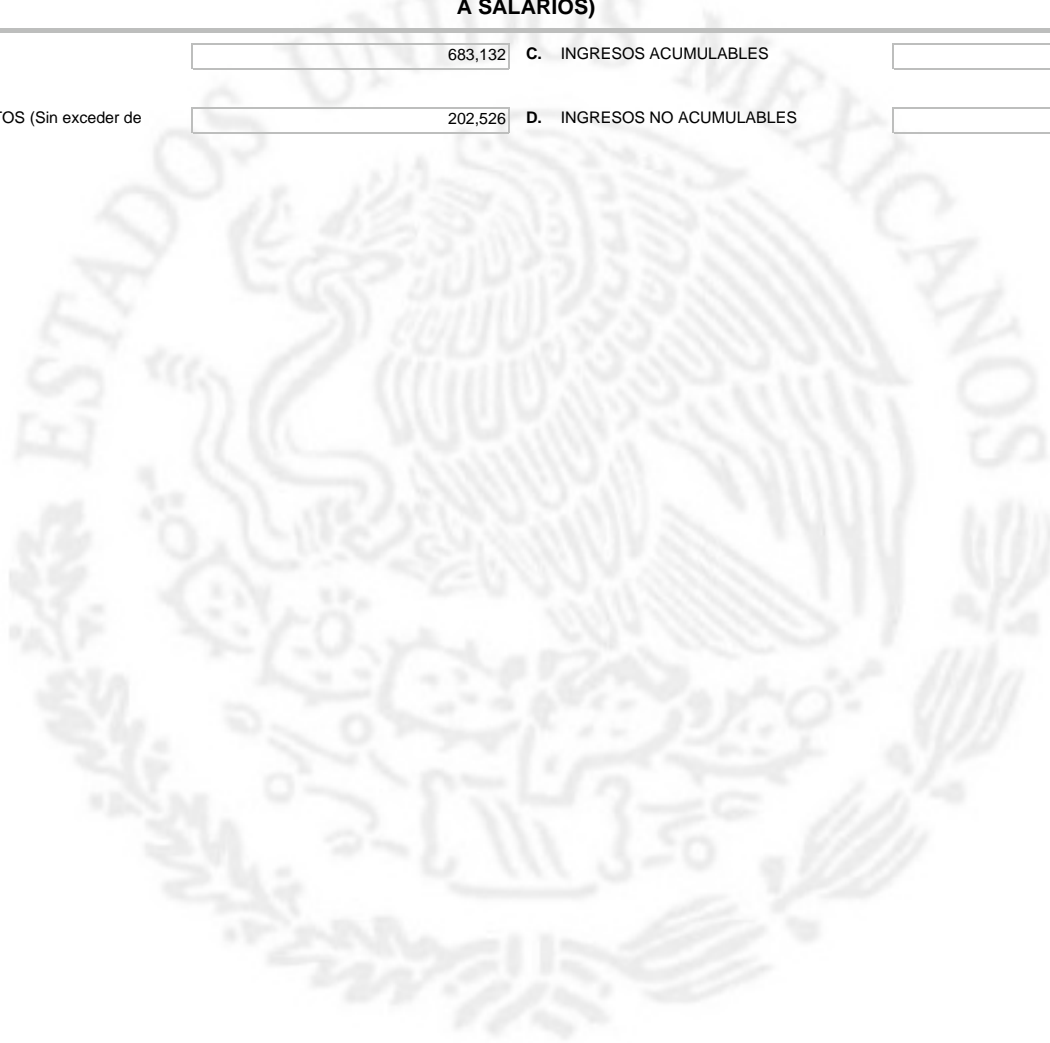 A SALARIOS)
683,132 C. INGRESOS ACUMULABLES
TOS (Sin exceder de 202,526 D. INGRESOS NO ACUMULABLES
ESTADOS UNIDOS MEXICANOS